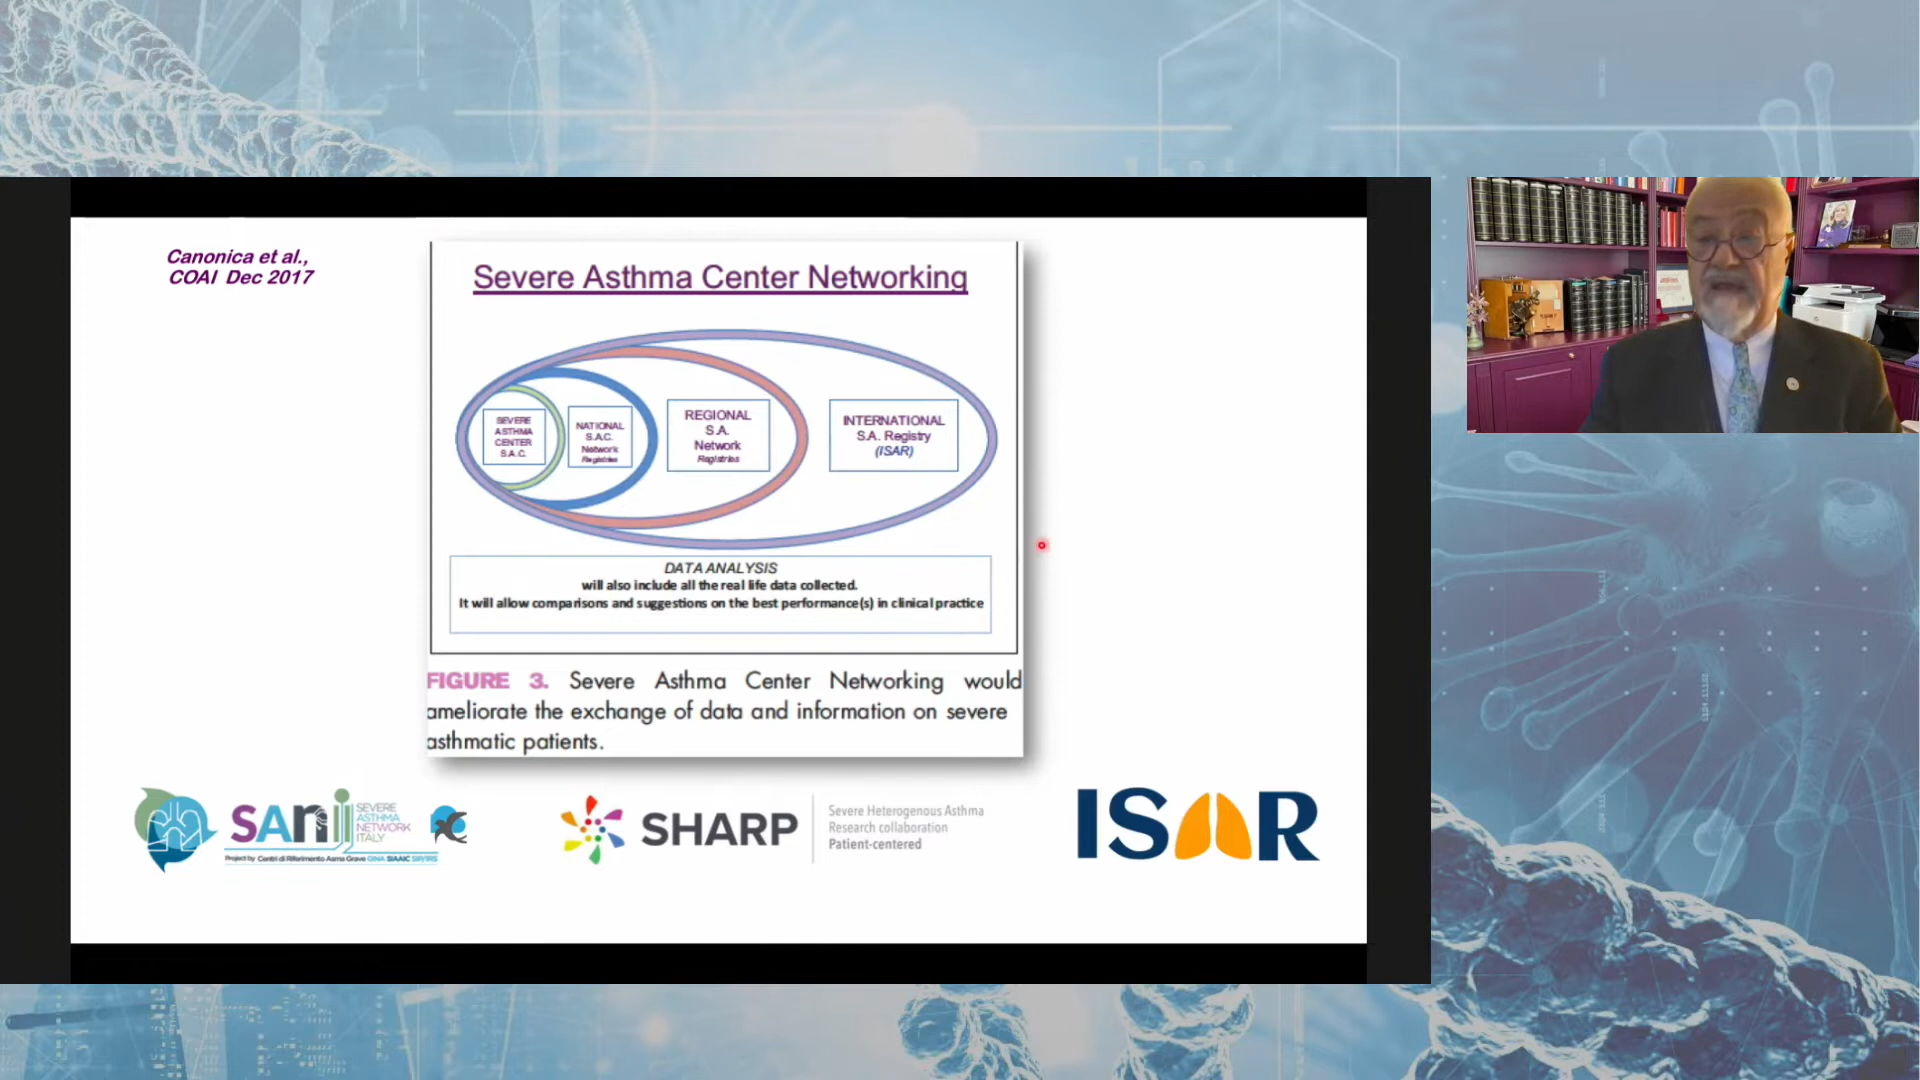 Canonica et al.,
COAI Dec 2017
Severe Asthma Center Networking
SEVERE
ASTHMA
CENTER
S.A.C.
NATIONAL
S.A.C.
Network
Registries
REGIONAL
S.A.
Network
Registries
INTERNATIONAL
S.A. Registry
(ISAR)
DATA ANALYSIS
will also include all the real life data collected.
It will allow comparisons and suggestions on the best performance(s) in clinical practice
FIGURE 3. Severe Asthma Center Networking would
ameliorate the exchange of data and information on severe
asthmatic patients.
SANI
SEVERE
ASTHMA
NETWORK
ITALY
Project by Centri di Riferimento Asma Grave GINA SIAAIC SIP/IRS
SHARP
Severe Heterogenous Asthma
Research collaboration
Patient-centered
ISAR